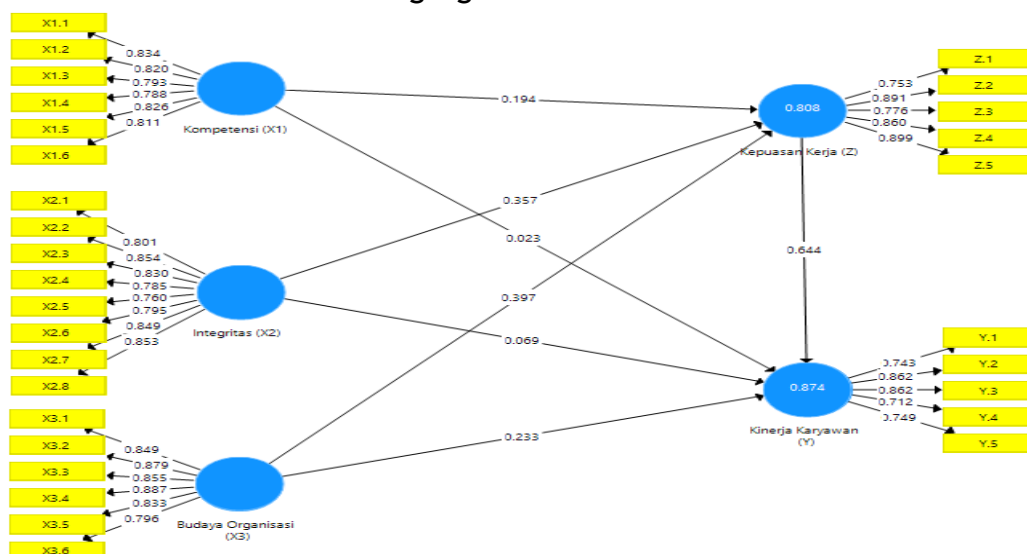 X1.1
X1.2
X1.3
X1.4
X1.5
X1.6
0.834
0.820
0.793
0.788
0.826
0.811
Kompetensi (X1)
X2.1
X2.2
X2.3
X2.4
X2.5
X2.6
X2.7
X2.8
0.801
0.854
0.830
0.785
0.760
0.795
0.849
0.853
Integritas (X2)
X3.1
X3.2
X3.3
X3.4
X3.5
X3.6
0.849
0.879
0.855
0.887
0.833
0.796
Budaya Organisasi
(X3)
0.194
0.357
0.023
0.397
0.069
0.233
0.644
0.808
Kepuasan Kerja (Z)
0.753
0.891
0.776
0.860
0.899
Z.1
Z.2
Z.3
Z.4
Z.5
0.874
Kinerja Karyawan
(Y)
0.743
0.862
0.862
0.712
0.749
Y.1
Y.2
Y.3
Y.4
Y.5